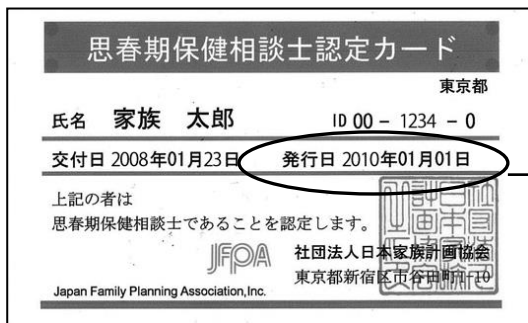 思春期保健相談士認定カード
東京都
氏名 家族 太郎 ID 00 - 1234 - 0
交付日 2008年01月23日 発行日 2010年01月01日
上記の者は
思春期保健相談士であることを認定します。
JFPA 社団法人日本家族計画協会
東京都新宿区市谷田町1-10
Japan Family Planning Association,Inc.